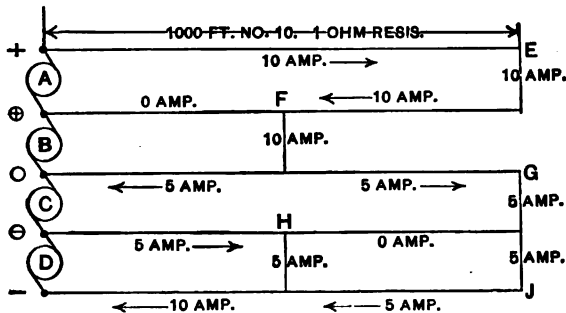 1000 FT. NO. 10. 1 OHM RESIS.
+ E
10 AMP.
A 10 AMP.
0 AMP. F 10 AMP.
⊕
B 10 AMP.
O G
5 AMP. 5 AMP.
C 5 AMP.
⊖ H
5 AMP. 0 AMP.
D 5 AMP. 5 AMP.
− J
10 AMP. 5 AMP.